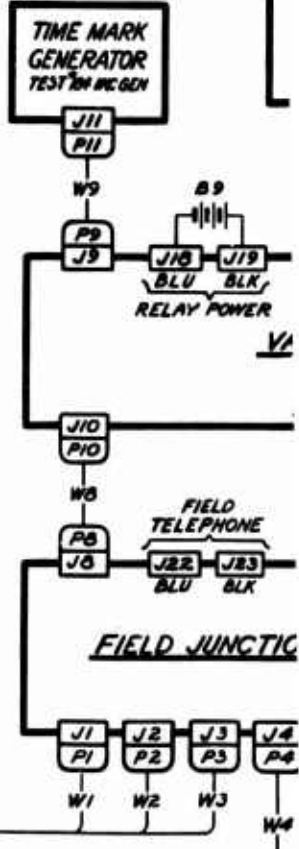 TIME MARK
GENERATOR
J11
P11
W9
B9
P9
J9
J18
J19
BLU
BLK
RELAY POWER
VA
J10
P10
W8
FIELD
TELEPHONE
P8
J8
J22
J23
BLU
BLK
FIELD JUNCTIO
J1
J2
J3
J4
P1
P2
P3
P4
W1
W2
W3
W4